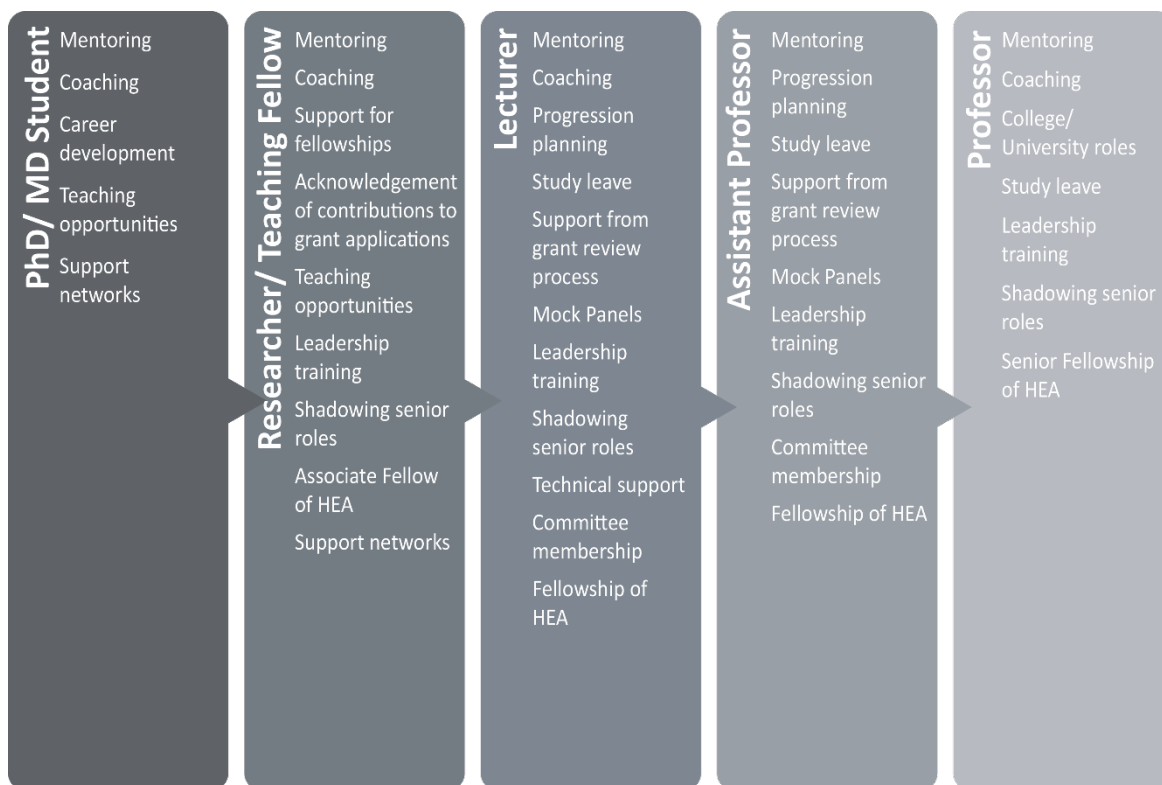 PhD/ MD Student
Mentoring
Coaching
Career
development
Teaching
opportunities
Support
networks
Researcher/ Teaching Fellow
Mentoring
Coaching
Support for
fellowships
Acknowledgement
of contributions to
grant applications
Teaching
opportunities
Leadership
training
Shadowing senior
roles
Associate Fellow
of HEA
Support networks
Lecturer
Mentoring
Coaching
Progression
planning
Study leave
Support from
grant review
process
Mock Panels
Leadership
training
Shadowing
senior roles
Technical support
Committee
membership
Fellowship of
HEA
Assistant Professor
Mentoring
Progression
planning
Study leave
Support from
grant review
process
Mock Panels
Leadership
training
Shadowing senior
roles
Committee
membership
Fellowship of HEA
Professor
Mentoring
Coaching
College/
University roles
Study leave
Leadership
training
Shadowing senior
roles
Senior Fellowship
of HEA